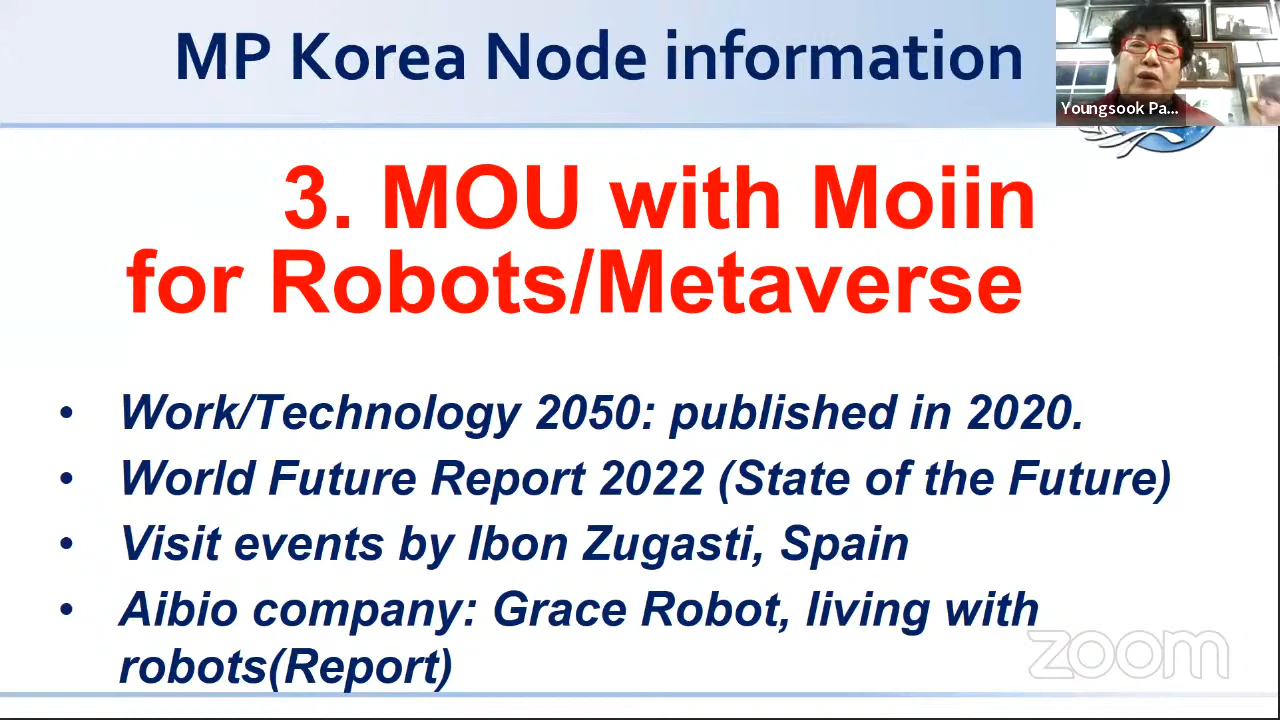 MP Korea Node information
Youngsook Pa...
3. MOU with Moiin
for Robots/Metaverse
• Work/Technology 2050: published in 2020.
• World Future Report 2022 (State of the Future)
• Visit events by Ibon Zugasti, Spain
• Aibio company: Grace Robot, living with
robots(Report)
zoom